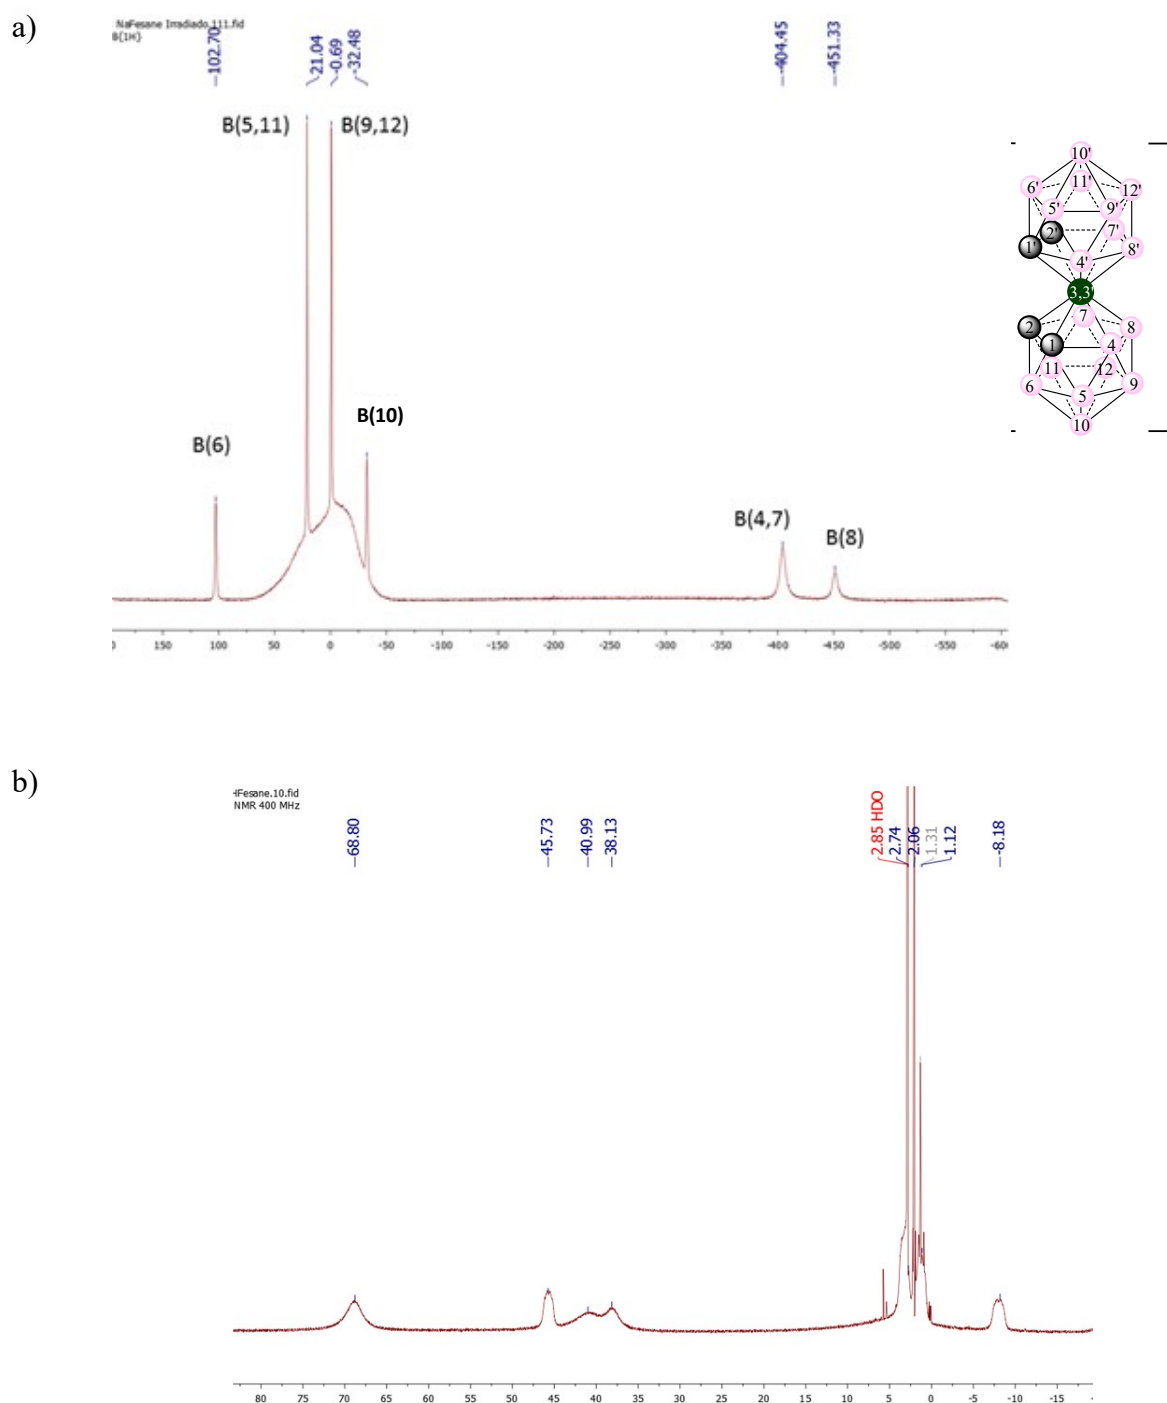 a)
NaFesane Irradiado.111.fid
B{1H}
—102.70
21.04
-0.69
-32.48
—-404.45
—-451.33
B(5,11)
B(9,12)
B(10)
B(6)
B(4,7)
B(8)
150 100 50 0 -50 -100 -150 -200 -250 -300 -350 -400 -450 -500 -550 -600
10'
6' 11' 12'
5' 9'
2' 7'
1' 8'
4'
3,3'
7
2 8
1 4
11 12
6 9
5
10
b)
HFesane.10.fid
NMR 400 MHz
—68.80
—45.73
—40.99
—38.13
2.85 HDO
2.74
2.06
1.31
1.12
—-8.18
80 75 70 65 60 55 50 45 40 35 30 25 20 15 10 5 0 -5 -10 -15